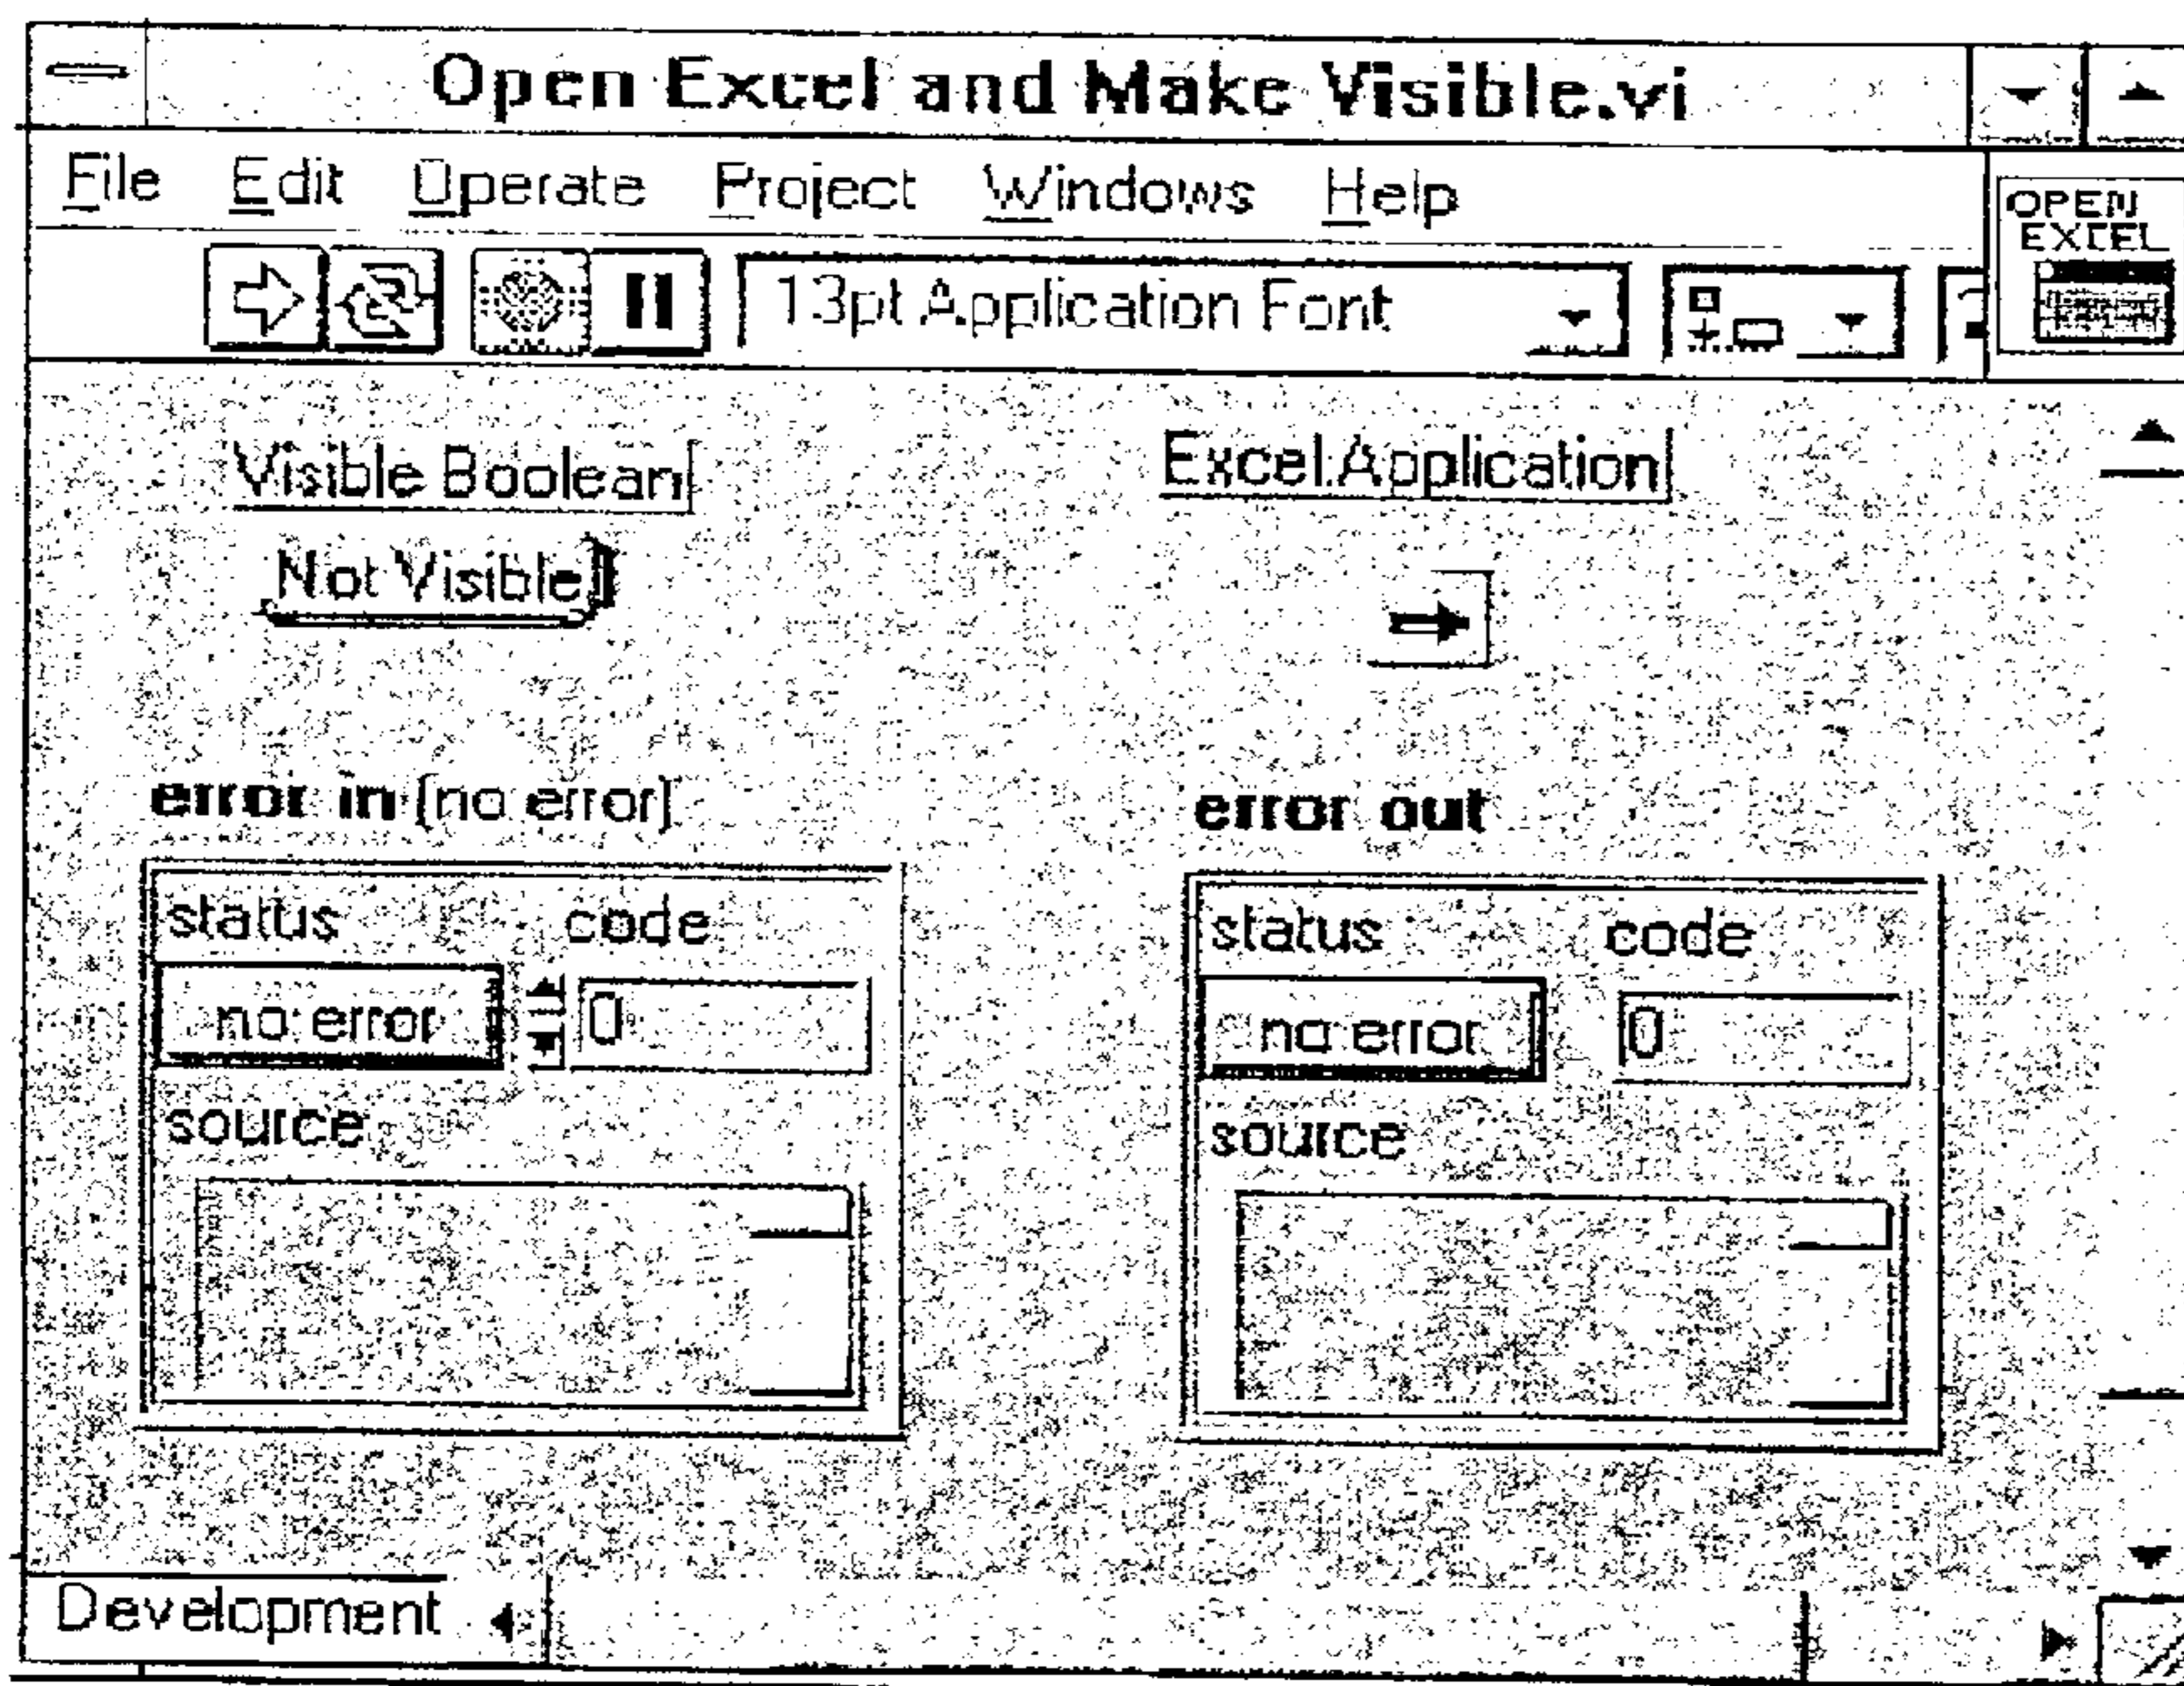 Open Excel and Make Visible.vi
File Edit Operate Project Windows Help
OPEN
EXCEL
13pt Application Font
Visible Boolean
Excel.Application
Not Visible
error in (no error)
error out
status code
status code
no error 0
no error 0
source
source
Development